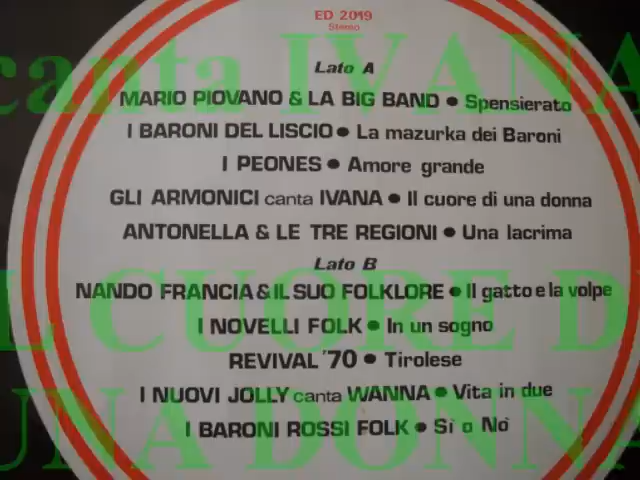 ED 2019
Stereo
Lato A
MARIO PIOVANO & LA BIG BAND • Spensierato
I BARONI DEL LISCIO • La mazurka dei Baroni
I PEONES • Amore grande
GLI ARMONICI canta IVANA • Il cuore di una donna
ANTONELLA & LE TRE REGIONI • Una lacrima
Lato B
NANDO FRANCIA & IL SUO FOLKLORE • Il gatto e la volpe
I NOVELLI FOLK • In un sogno
REVIVAL '70 • Tirolese
I NUOVI JOLLY canta WANNA • Vita in due
I BARONI ROSSI FOLK • Sì o No
canta IVANA
L CUORE D
UNA DONNA